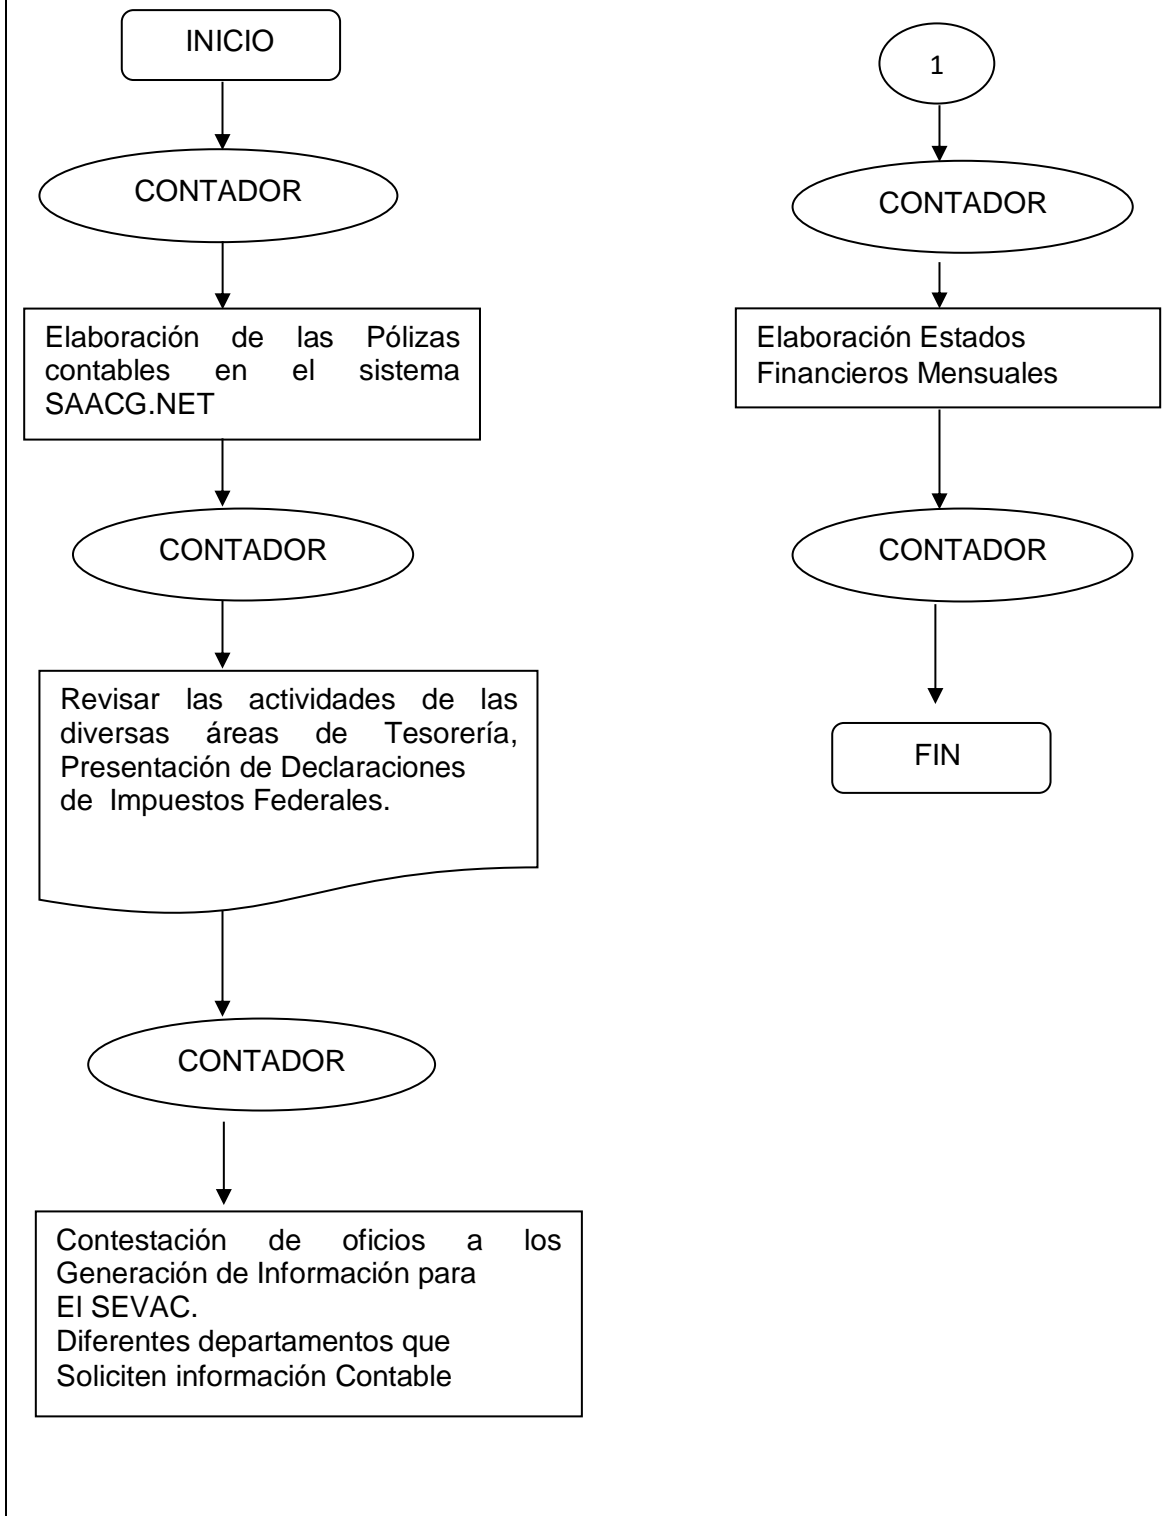 INICIO
CONTADOR
Elaboración de las Pólizas
contables en el sistema
SAACG.NET
CONTADOR
Revisar las actividades de las
diversas áreas de Tesorería,
Presentación de Declaraciones
de Impuestos Federales.
CONTADOR
Contestación de oficios a los
Generación de Información para
El SEVAC.
Diferentes departamentos que
Soliciten información Contable
1
CONTADOR
Elaboración Estados
Financieros Mensuales
CONTADOR
FIN